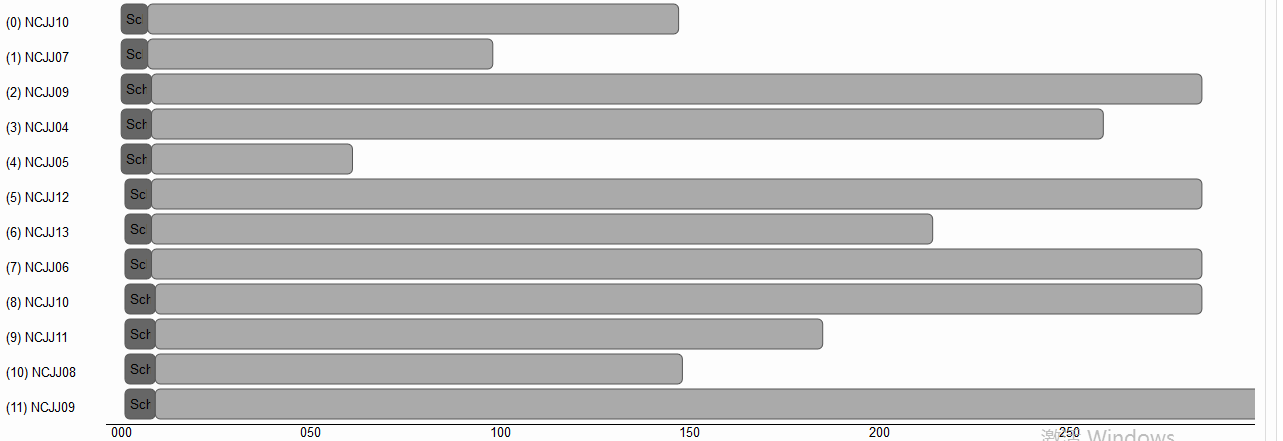 (0) NCJJ10 Sc
(1) NCJJ07 Sc
(2) NCJJ09 Sch
(3) NCJJ04 Sch
(4) NCJJ05 Sch
(5) NCJJ12 Sc
(6) NCJJ13 Sc
(7) NCJJ06 Sc
(8) NCJJ10 Sch
(9) NCJJ11 Sch
(10) NCJJ08 Sch
(11) NCJJ09 Sch
000 050 100 150 200 250
激活 Windows